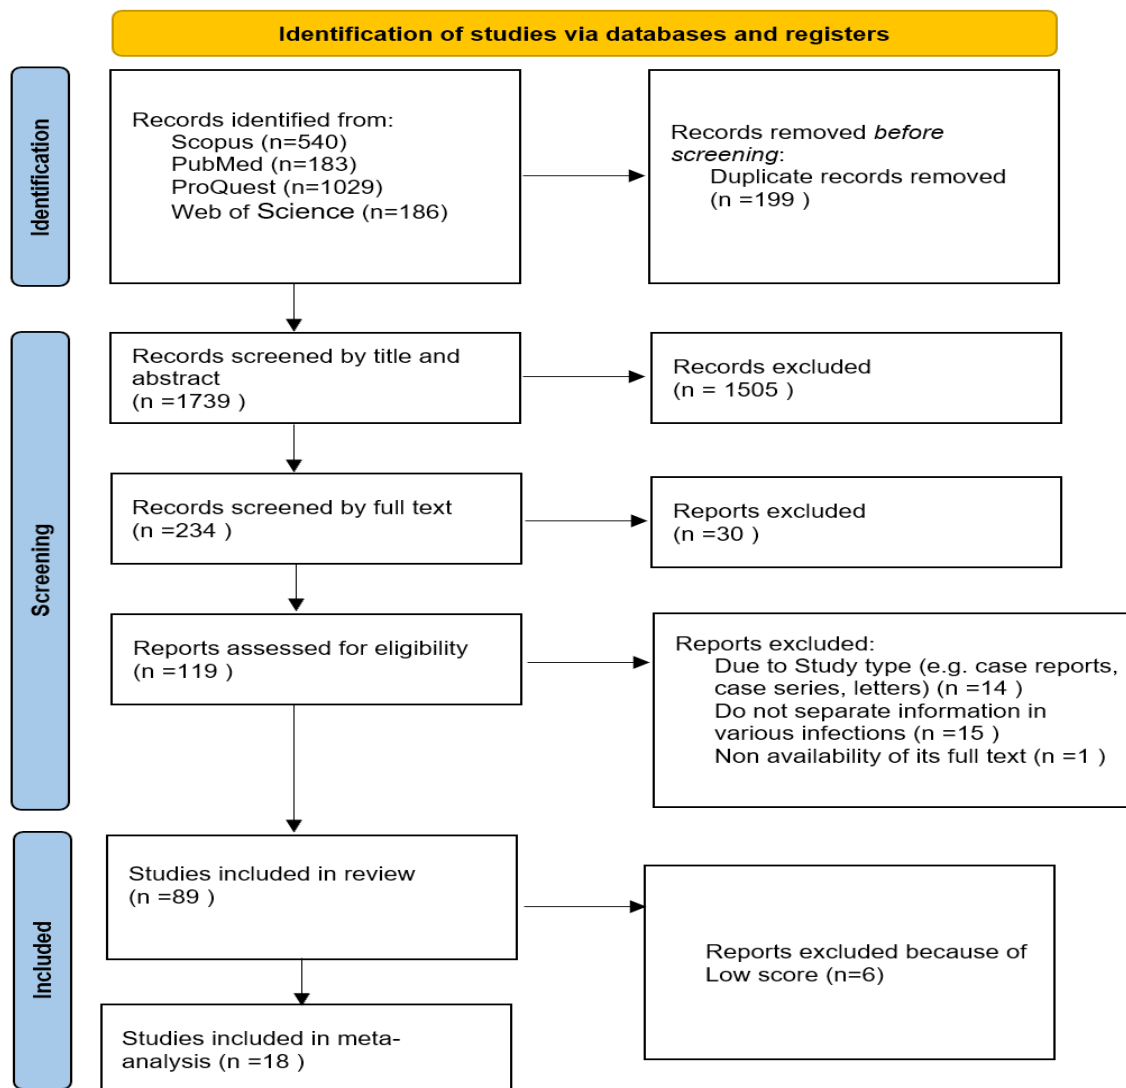 Identification of studies via databases and registers
Identification
Records identified from:
Scopus (n=540)
PubMed (n=183)
ProQuest (n=1029)
Web of Science (n=186)
Records removed before
screening:
Duplicate records removed
(n =199 )
Screening
Records screened by title and
abstract
(n =1739 )
Records excluded
(n = 1505 )
Records screened by full text
(n =234 )
Reports excluded
(n =30 )
Reports assessed for eligibility
(n =119 )
Reports excluded:
Due to Study type (e.g. case reports,
case series, letters) (n =14 )
Do not separate information in
various infections (n =15 )
Non availability of its full text (n =1 )
Included
Studies included in review
(n =89 )
Reports excluded because of
Low score (n=6)
Studies included in meta-
analysis (n =18 )